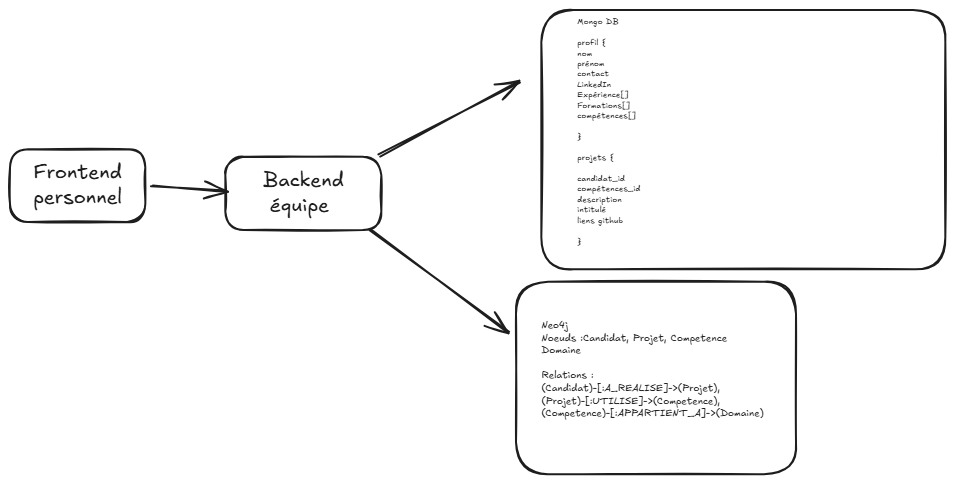 Frontend
personnel
Backend
équipe
Mongo DB
profil {
nom
prénom
contact
LinkedIn
Expérience[]
Formations[]
compétences[]
}
projets {
candidat_id
compétences_id
description
intitulé
liens github
}
Neo4j
Noeuds :Candidat, Projet, Competence
Domaine
Relations :
(Candidat)-[:A_REALISE]->(Projet),
(Projet)-[:UTILISE]->(Competence),
(Competence)-[:APPARTIENT_A]->(Domaine)